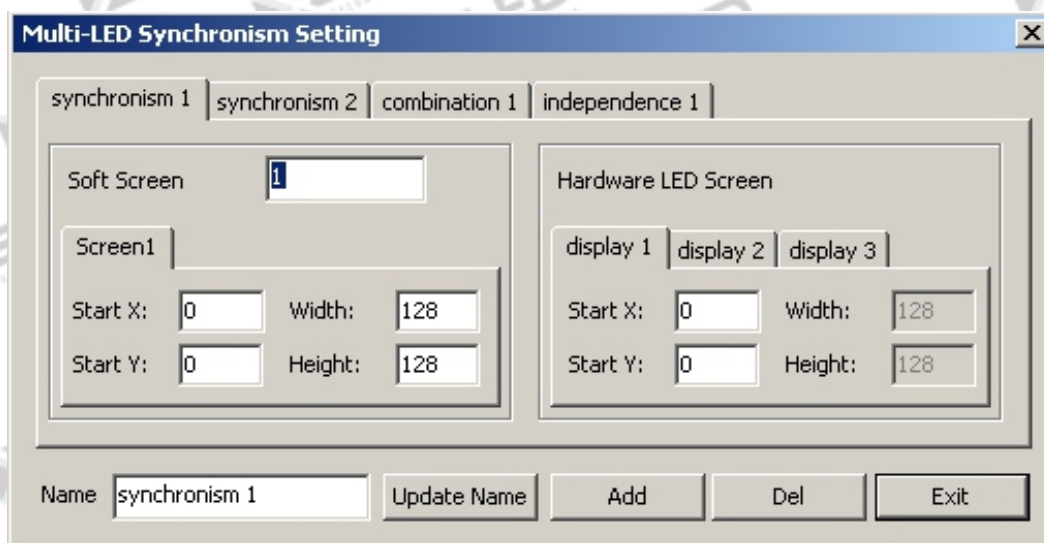 Multi-LED Synchronism Setting
synchronism 1 synchronism 2 combination 1 independence 1
Soft Screen 1
Screen1
Start X: 0 Width: 128
Start Y: 0 Height: 128
Hardware LED Screen
display 1 display 2 display 3
Start X: 0 Width: 128
Start Y: 0 Height: 128
Name synchronism 1 Update Name Add Del Exit